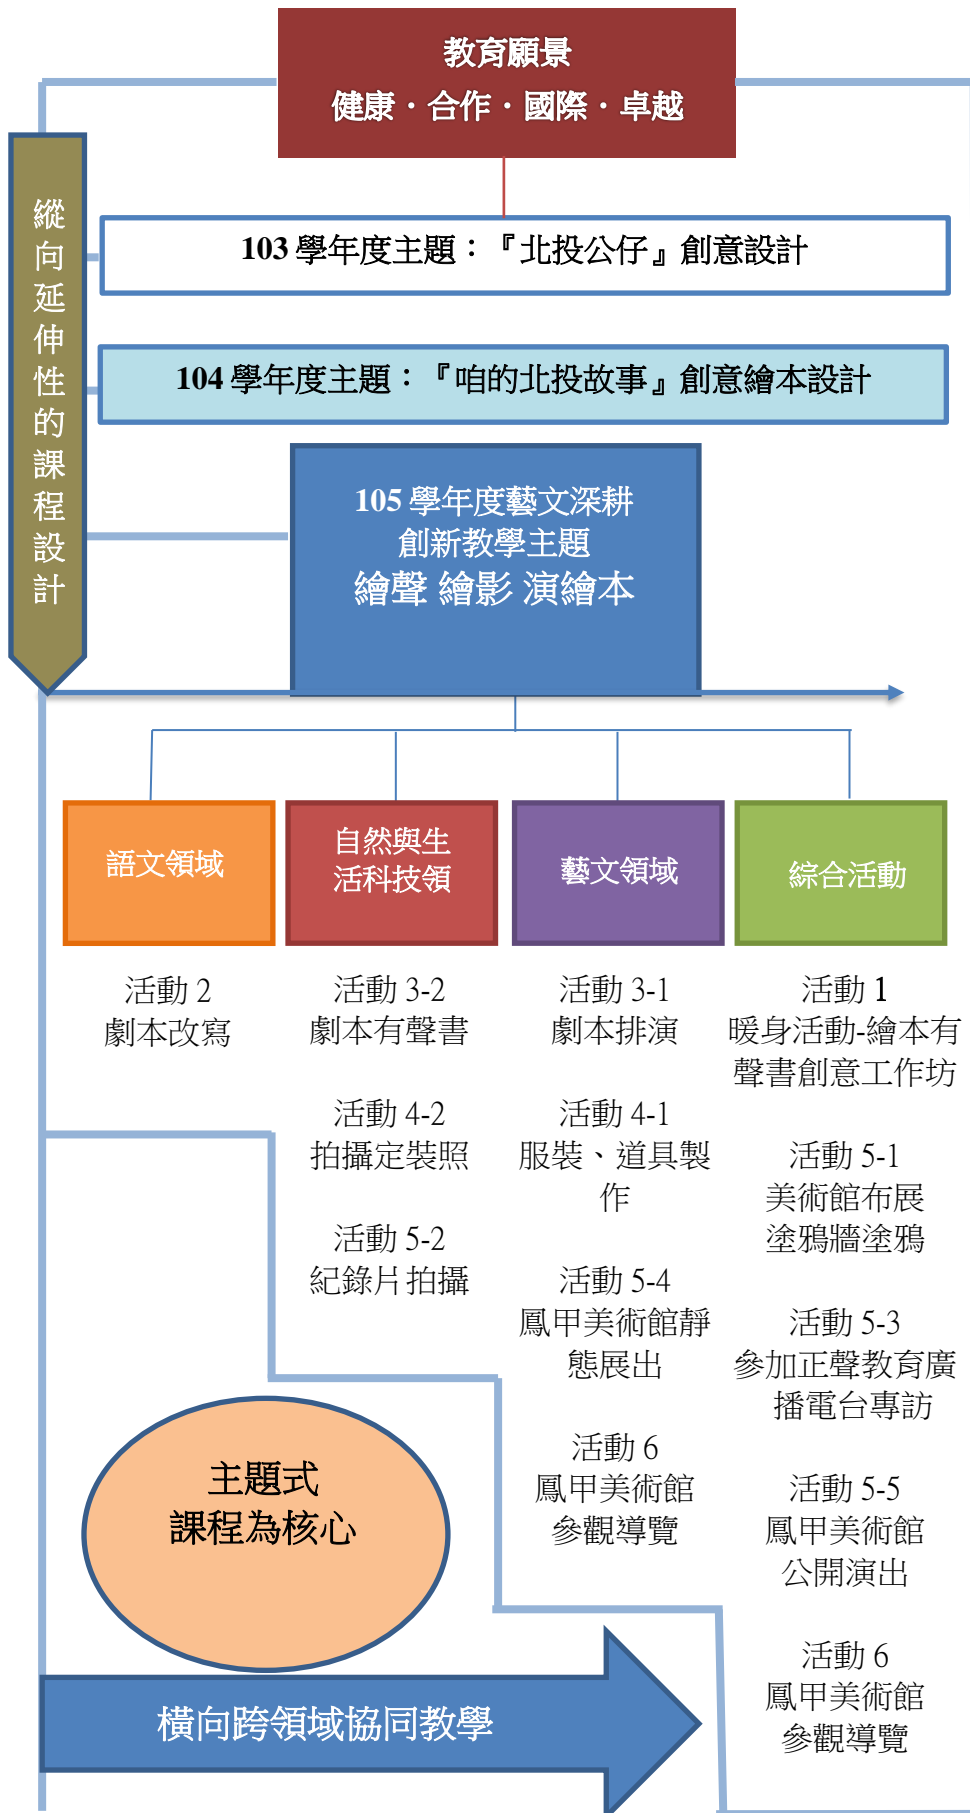 教育願景
健康．合作．國際．卓越
縱向延伸性的課程設計
103 學年度主題：『北投公仔』創意設計
104 學年度主題：『咱的北投故事』創意繪本設計
105 學年度藝文深耕
創新教學主題
繪聲 繪影 演繪本
語文領域
自然與生
活科技領
藝文領域
綜合活動
活動 2
劇本改寫
活動 3-2
劇本有聲書
活動 4-2
拍攝定裝照
活動 5-2
紀錄片拍攝
活動 3-1
劇本排演
活動 4-1
服裝、道具製
作
活動 5-4
鳳甲美術館靜
態展出
活動 6
鳳甲美術館
參觀導覽
活動 1
暖身活動-繪本有
聲書創意工作坊
活動 5-1
美術館布展
塗鴉牆塗鴉
活動 5-3
參加正聲教育廣
播電台專訪
活動 5-5
鳳甲美術館
公開演出
活動 6
鳳甲美術館
參觀導覽
主題式
課程為核心
橫向跨領域協同教學